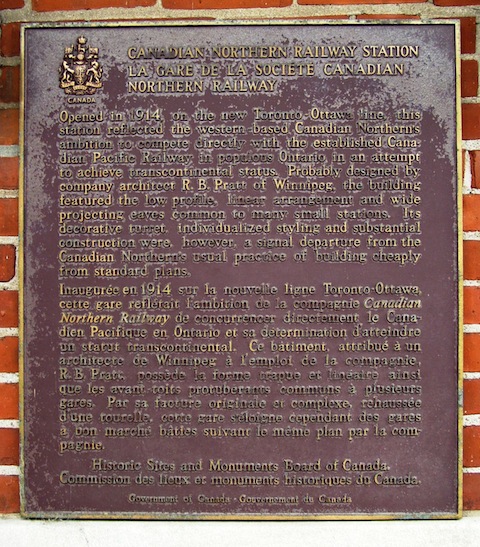 CANADIAN NORTHERN RAILWAY STATION
LA GARE DE LA SOCIÉTÉ CANADIAN
NORTHERN RAILWAY
CANADA
Opened in 1914, on the new Toronto-Ottawa line, this
station reflected the western-based Canadian Northern's
ambition to compete directly with the established Cana-
dian Pacific Railway in populous Ontario in an attempt
to achieve transcontinental status. Probably designed by
company architect R.B. Pratt of Winnipeg, the building
featured the low profile, linear arrangement and wide
projecting eaves common to many small stations. Its
decorative turret, individualized styling and substantial
construction were, however, a signal departure from the
Canadian Northern's usual practice of building cheaply
from standard plans.
Inaugurée en 1914 sur la nouvelle ligne Toronto-Ottawa,
cette gare reflétait l'ambition de la compagnie Canadian
Northern Railway de concurrencer directement le Cana-
dien Pacifique en Ontario et sa détermination d'atteindre
un statut transcontinental. Ce bâtiment, attribué à un
architecte de Winnipeg à l'emploi de la compagnie,
R.B. Pratt, possède la forme trapue et linéaire ainsi
que les avant-toits protubérants communs à plusieurs
gares. Par sa facture originale et complexe, rehaussée
d'une tourelle, cette gare s'éloigne cependant des gares
à bon marché bâties suivant le même plan par la com-
pagnie.
Historic Sites and Monuments Board of Canada.
Commission des lieux et monuments historiques du Canada.
Government of Canada - Gouvernement du Canada